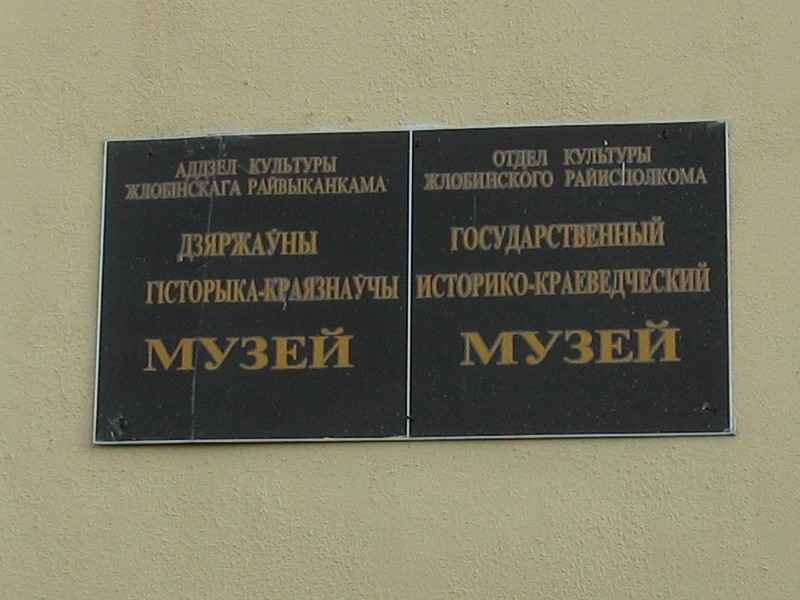 АДДЗЕЛ КУЛЬТУРЫ
ЖЛОБІНСКАГА РАЙВЫКАНКАМА
ДЗЯРЖАЎНЫ
ГІСТОРЫКА-КРАЯЗНАЎЧЫ
МУЗЕЙ
ОТДЕЛ КУЛЬТУРЫ
ЖЛОБИНСКОГО РАЙИСПОЛКОМА
ГОСУДАРСТВЕННЫЙ
ИСТОРИКО-КРАЕВЕДЧЕСКИЙ
МУЗЕЙ